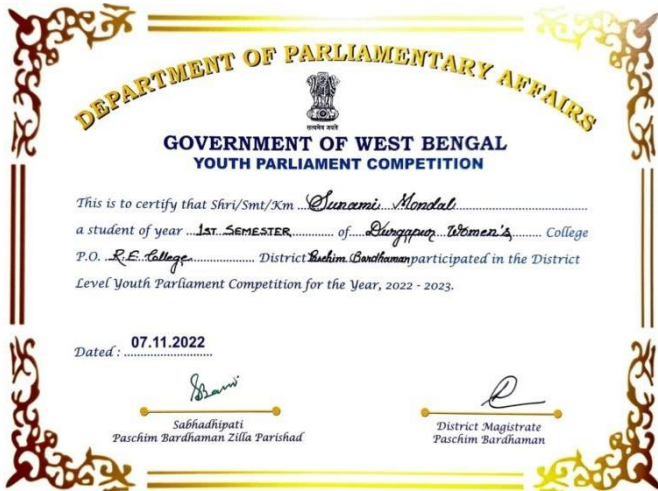 DEPARTMENT OF PARLIAMENTARY AFFAIRS
सत्यमेव जयते
GOVERNMENT OF WEST BENGAL
YOUTH PARLIAMENT COMPETITION
This is to certify that Shri/Smt/Km Sunami Mondal
a student of year 1ST SEMESTER of Durgapur Women's College
P.O. R.E. College District Paschim Bardhaman participated in the District
Level Youth Parliament Competition for the Year, 2022 - 2023.
Dated : 07.11.2022
Sabhadhipati
Paschim Bardhaman Zilla Parishad
District Magistrate
Paschim Bardhaman